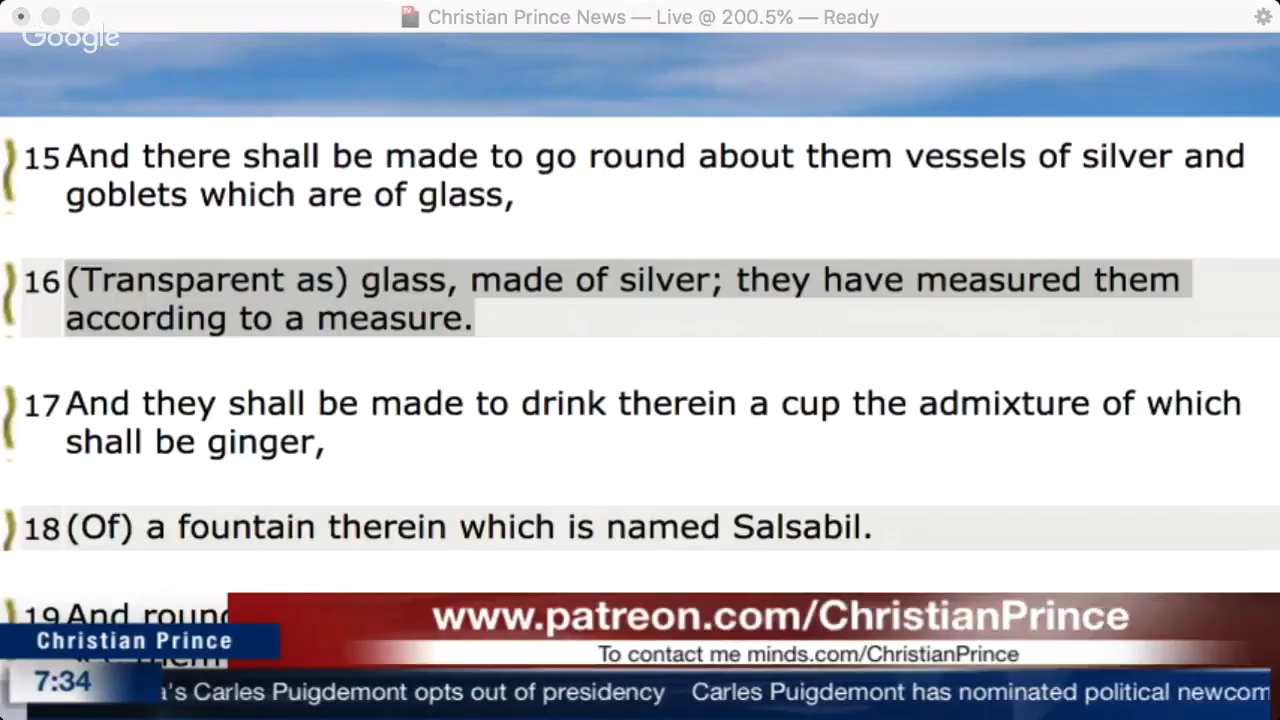 Christian Prince News — Live @ 200.5% — Ready
Google
15 And there shall be made to go round about them vessels of silver and
goblets which are of glass,
16 (Transparent as) glass, made of silver; they have measured them
according to a measure.
17 And they shall be made to drink therein a cup the admixture of which
shall be ginger,
18 (Of) a fountain therein which is named Salsabil.
19 And round
www.patreon.com/ChristianPrince
Christian Prince
To contact me minds.com/ChristianPrince
7:34
's Carles Puigdemont opts out of presidency Carles Puigdemont has nominated political newcom